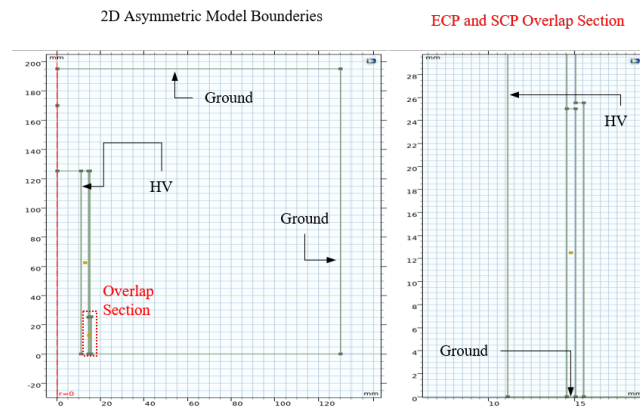 2D Asymmetric Model Bounderies
ECP and SCP Overlap Section
mm
200
180
160
140
120
100
80
60
40
20
0
-20
Ground
HV
Ground
Overlap
Section
r=0
0
20
40
60
80
100
120
mm
mm
28
26
24
22
20
18
16
14
12
10
8
6
4
2
0
HV
Ground
10
15
mm